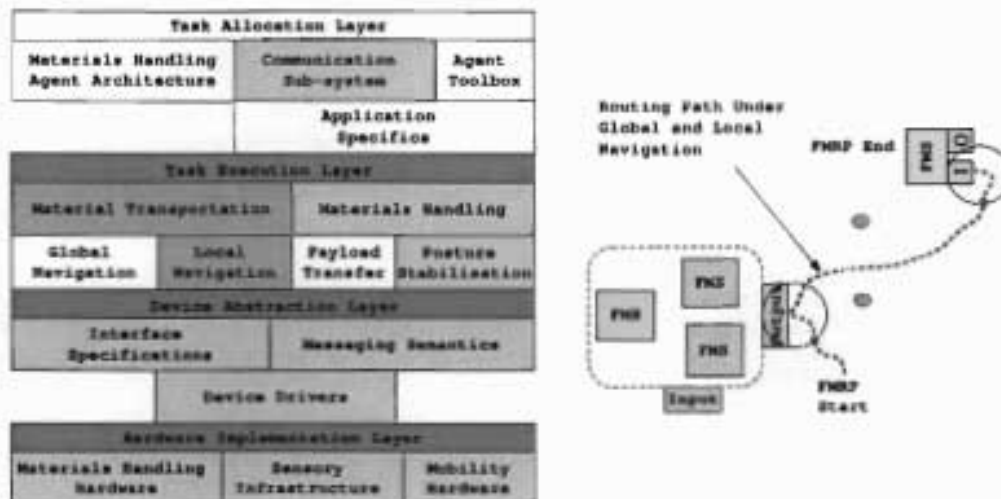 Task Allocation Layer
Materials Handling
Agent Architecture
Communication
Sub-system
Agent
Toolbox
Application
Specifics
Task Execution Layer
Material Transportation
Materials Handling
Global
Navigation
Local
Navigation
Payload
Transfer
Posture
Stabilisation
Device Abstraction Layer
Interface
Specifications
Messaging Semantics
Device Drivers
Hardware Implementation Layer
Materials Handling
Hardware
Sensory
Infrastructure
Mobility
Hardware
Routing Path Under
Global and Local
Navigation
FMRP End
FMS
I
O
FMS
FMS
Output
Input
FMRP
Start